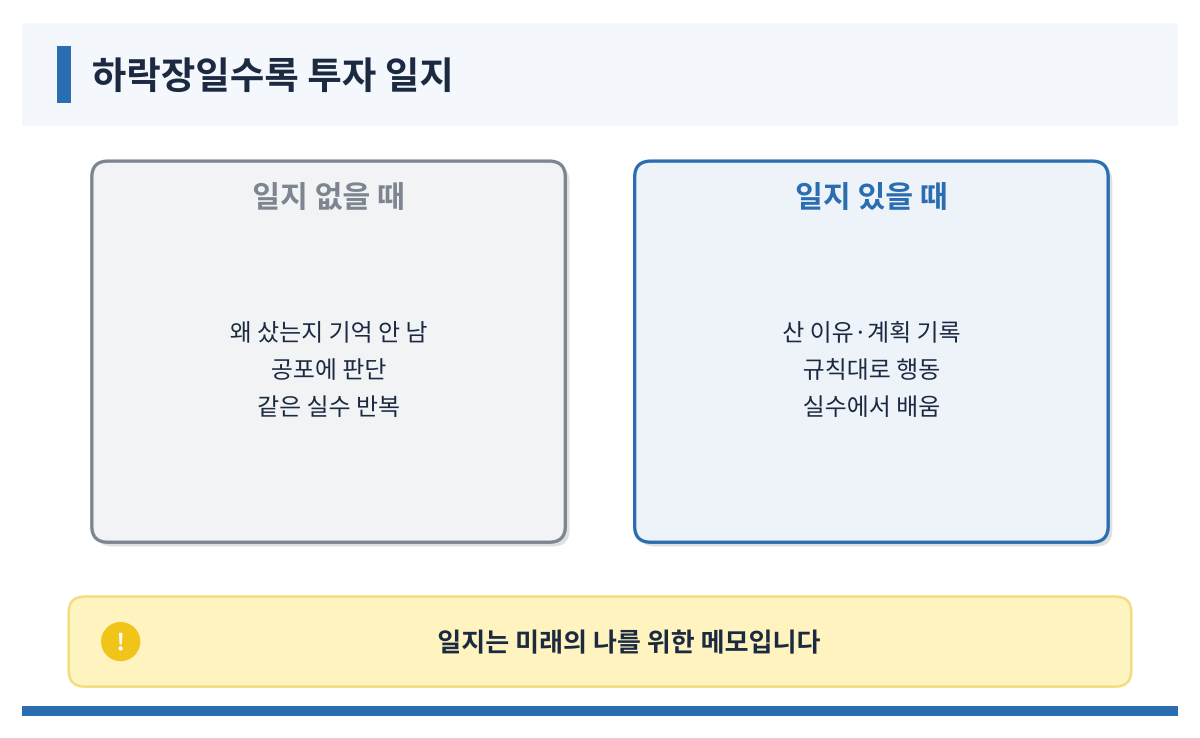 하락장일수록 투자 일지
일지 없을 때
왜 샀는지 기억 안 남
공포에 판단
같은 실수 반복
일지 있을 때
산 이유·계획 기록
규칙대로 행동
실수에서 배움
!
일지는 미래의 나를 위한 메모입니다